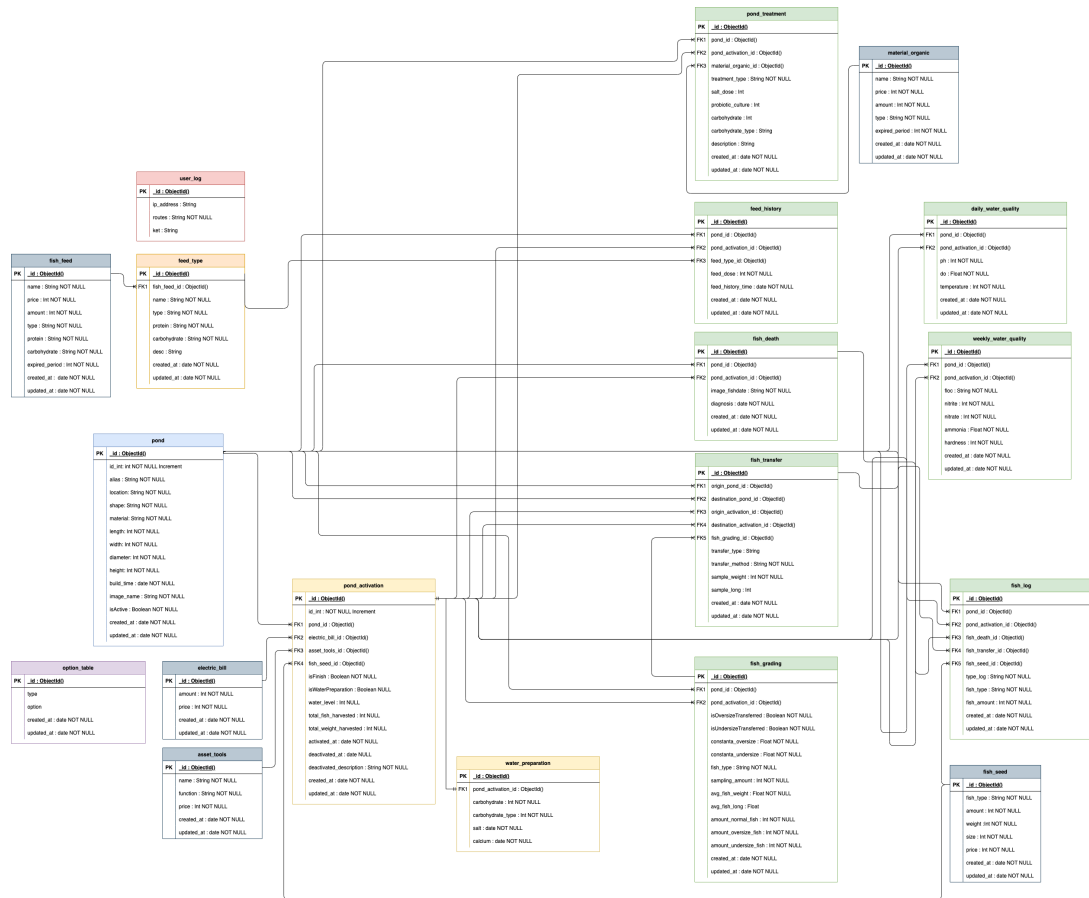 pond_treatment
PK _id : ObjectId()
FK1 pond_id : ObjectId()
FK2 pond_activation_id : ObjectId()
FK3 material_organic_id : ObjectId()
treatment_type : String NOT NULL
salt_dose : Int
probiotic_culture : Int
carbohydrate : Int
carbohydrate_type : String
description : String
created_at : date NOT NULL
updated_at : date NOT NULL
material_organic
PK _id : ObjectId()
name : String NOT NULL
price : Int NOT NULL
amount : Int NOT NULL
type : String NOT NULL
expired_period : Int NOT NULL
created_at : date NOT NULL
updated_at : date NOT NULL
user_log
PK _id : ObjectId()
ip_address : String
routes : String NOT NULL
ket : String
fish_feed
PK _id : ObjectId()
name : String NOT NULL
price : Int NOT NULL
amount : Int NOT NULL
type : String NOT NULL
protein : String NOT NULL
carbohydrate : String NOT NULL
expired_period : Int NOT NULL
created_at : date NOT NULL
updated_at : date NOT NULL
feed_type
PK _id : ObjectId()
FK1 fish_feed_id : ObjectId()
name : String NOT NULL
type : String NOT NULL
protein : String NOT NULL
carbohydrate : String NOT NULL
desc : String
created_at : date NOT NULL
updated_at : date NOT NULL
feed_history
PK _id : ObjectId()
FK1 pond_id : ObjectId()
FK2 pond_activation_id : ObjectId()
FK3 feed_type_id: ObjectId()
feed_dose : Int NOT NULL
feed_history_time : date NOT NULL
created_at : date NOT NULL
updated_at : date NOT NULL
daily_water_quality
PK _id : ObjectId()
FK1 pond_id : ObjectId()
FK2 pond_activation_id : ObjectId()
ph : Int NOT NULL
do : Float NOT NULL
temperature : Int NOT NULL
created_at : date NOT NULL
updated_at : date NOT NULL
fish_death
PK _id : ObjectId()
FK1 pond_id : ObjectId()
FK2 pond_activation_id : ObjectId()
image_fishdate : String NOT NULL
diagnosis : date NOT NULL
created_at : date NOT NULL
updated_at : date NOT NULL
weekly_water_quality
PK _id : ObjectId()
FK1 pond_id : ObjectId()
FK2 pond_activation_id : ObjectId()
floc : String NOT NULL
nitrite : Int NOT NULL
nitrate : Int NOT NULL
ammonia : Float NOT NULL
hardness : Int NOT NULL
created_at : date NOT NULL
updated_at : date NOT NULL
pond
PK _id : ObjectId()
id_int: int NOT NULL Increment
alias : String NOT NULL
location: String NOT NULL
shape: String NOT NULL
material: String NOT NULL
length: Int NOT NULL
width: Int NOT NULL
diameter: Int NOT NULL
height: Int NOT NULL
build_time : date NOT NULL
image_name : String NOT NULL
isActive : Boolean NOT NULL
created_at : date NOT NULL
updated_at : date NOT NULL
fish_transfer
PK _id : ObjectId()
FK1 origin_pond_id : ObjectId()
FK2 destination_pond_id : ObjectId()
FK3 origin_activation_id : ObjectId()
FK4 destination_activation_id : ObjectId()
FK5 fish_grading_id : ObjectId()
transfer_type : String
transfer_method : String NOT NULL
sample_weight : Int NOT NULL
sample_long : Int
created_at : date NOT NULL
updated_at : date NOT NULL
pond_activation
PK _id : ObjectId()
id_int : NOT NULL Increment
FK1 pond_id : ObjectId()
FK2 electric_bill_id : ObjectId()
FK3 asset_tools_id : ObjectId()
FK4 fish_seed_id : ObjectId()
isFinish : Boolean NOT NULL
isWaterPreparation : Boolean NULL
water_level : Int NULL
total_fish_harvested : Int NULL
total_weight_harvested : Int NULL
activated_at : date NOT NULL
deactivated_at : date NULL
deactivated_description : String NOT NULL
created_at : date NOT NULL
updated_at : date NOT NULL
fish_log
PK _id : ObjectId()
FK1 pond_id : ObjectId()
FK2 pond_activation_id : ObjectId()
FK3 fish_death_id : ObjectId()
FK4 fish_transfer_id : ObjectId()
FK5 fish_seed_id : ObjectId()
type_log : String NOT NULL
fish_type : String NOT NULL
fish_amount : Int NOT NULL
created_at : date NOT NULL
updated_at : date NOT NULL
option_table
PK _id : ObjectId()
type
option
created_at : date NOT NULL
updated_at : date NOT NULL
electric_bill
PK _id : ObjectId()
amount : Int NOT NULL
price : Int NOT NULL
created_at : date NOT NULL
updated_at : date NOT NULL
fish_grading
PK _id : ObjectId()
FK1 pond_id : ObjectId()
FK2 pond_activation_id : ObjectId()
isOversizeTransferred : Boolean NOT NULL
isUndersizeTransferred : Boolean NOT NULL
constanta_oversize : Float NOT NULL
constanta_undersize : Float NOT NULL
fish_type : String NOT NULL
sampling_amount : Int NOT NULL
avg_fish_weight : Float NOT NULL
avg_fish_long : Float
amount_normal_fish : Int NOT NULL
amount_oversize_fish : Int NOT NULL
amount_undersize_fish : Int NOT NULL
created_at : date NOT NULL
updated_at : date NOT NULL
asset_tools
PK _id : ObjectId()
name : String NOT NULL
function : String NOT NULL
price : Int NOT NULL
created_at : date NOT NULL
updated_at : date NOT NULL
water_preparation
PK _id : ObjectId()
FK1 pond_activation_id : ObjectId()
carbohydrate : Int NOT NULL
carbohydrate_type : Int NOT NULL
salt : date NOT NULL
calcium : date NOT NULL
fish_seed
PK _id : ObjectId()
fish_type : String NOT NULL
amount : Int NOT NULL
weight :Int NOT NULL
size : Int NOT NULL
price : Int NOT NULL
created_at : date NOT NULL
updated_at : date NOT NULL